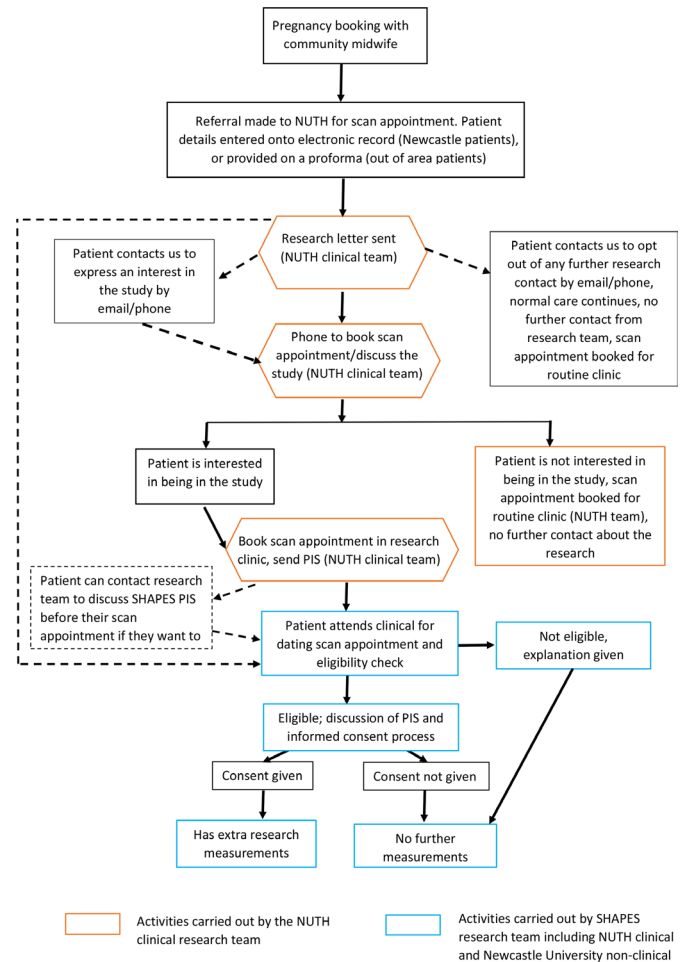 Pregnancy booking with
community midwife
Referral made to NUTH for scan appointment. Patient
details entered onto electronic record (Newcastle patients),
or provided on a proforma (out of area patients)
Research letter sent
(NUTH clinical team)
Patient contacts us to
express an interest in
the study by
email/phone
Patient contacts us to opt
out of any further research
contact by email/phone,
normal care continues, no
further contact from
research team, scan
appointment booked for
routine clinic
Phone to book scan
appointment/discuss the
study (NUTH clinical team)
Patient is interested
in being in the study
Patient is not interested in
being in the study, scan
appointment booked for
routine clinic (NUTH team),
no further contact about the
research
Book scan appointment in research
clinic, send PIS (NUTH clinical team)
Patient can contact research
team to discuss SHAPES PIS
before their scan
appointment if they want to
Patient attends clinical for
dating scan appointment and
eligibility check
Not eligible,
explanation given
Eligible; discussion of PIS and
informed consent process
Consent given
Consent not given
Has extra research
measurements
No further
measurements
Activities carried out by the NUTH
clinical research team
Activities carried out by SHAPES
research team including NUTH clinical
and Newcastle University non-clinical